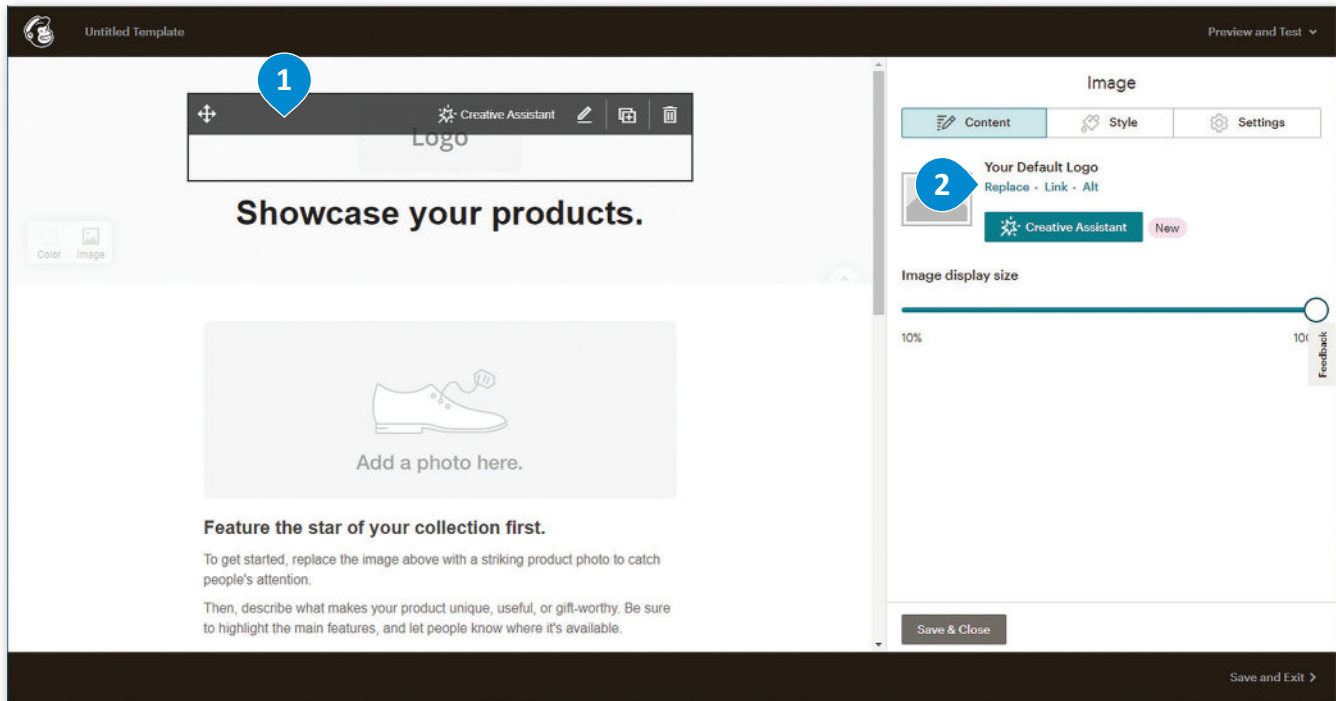 Untitled Template
Preview and Test
1
Creative Assistant
Logo
Showcase your products.
Color Image
Add a photo here.
Feature the star of your collection first.
To get started, replace the image above with a striking product photo to catch
people's attention.
Then, describe what makes your product unique, useful, or gift-worthy. Be sure
to highlight the main features, and let people know where it's available.
Image
Content Style Settings
Your Default Logo
2
Replace · Link · Alt
Creative Assistant New
Image display size
10% 100
Feedback
Save & Close
Save and Exit